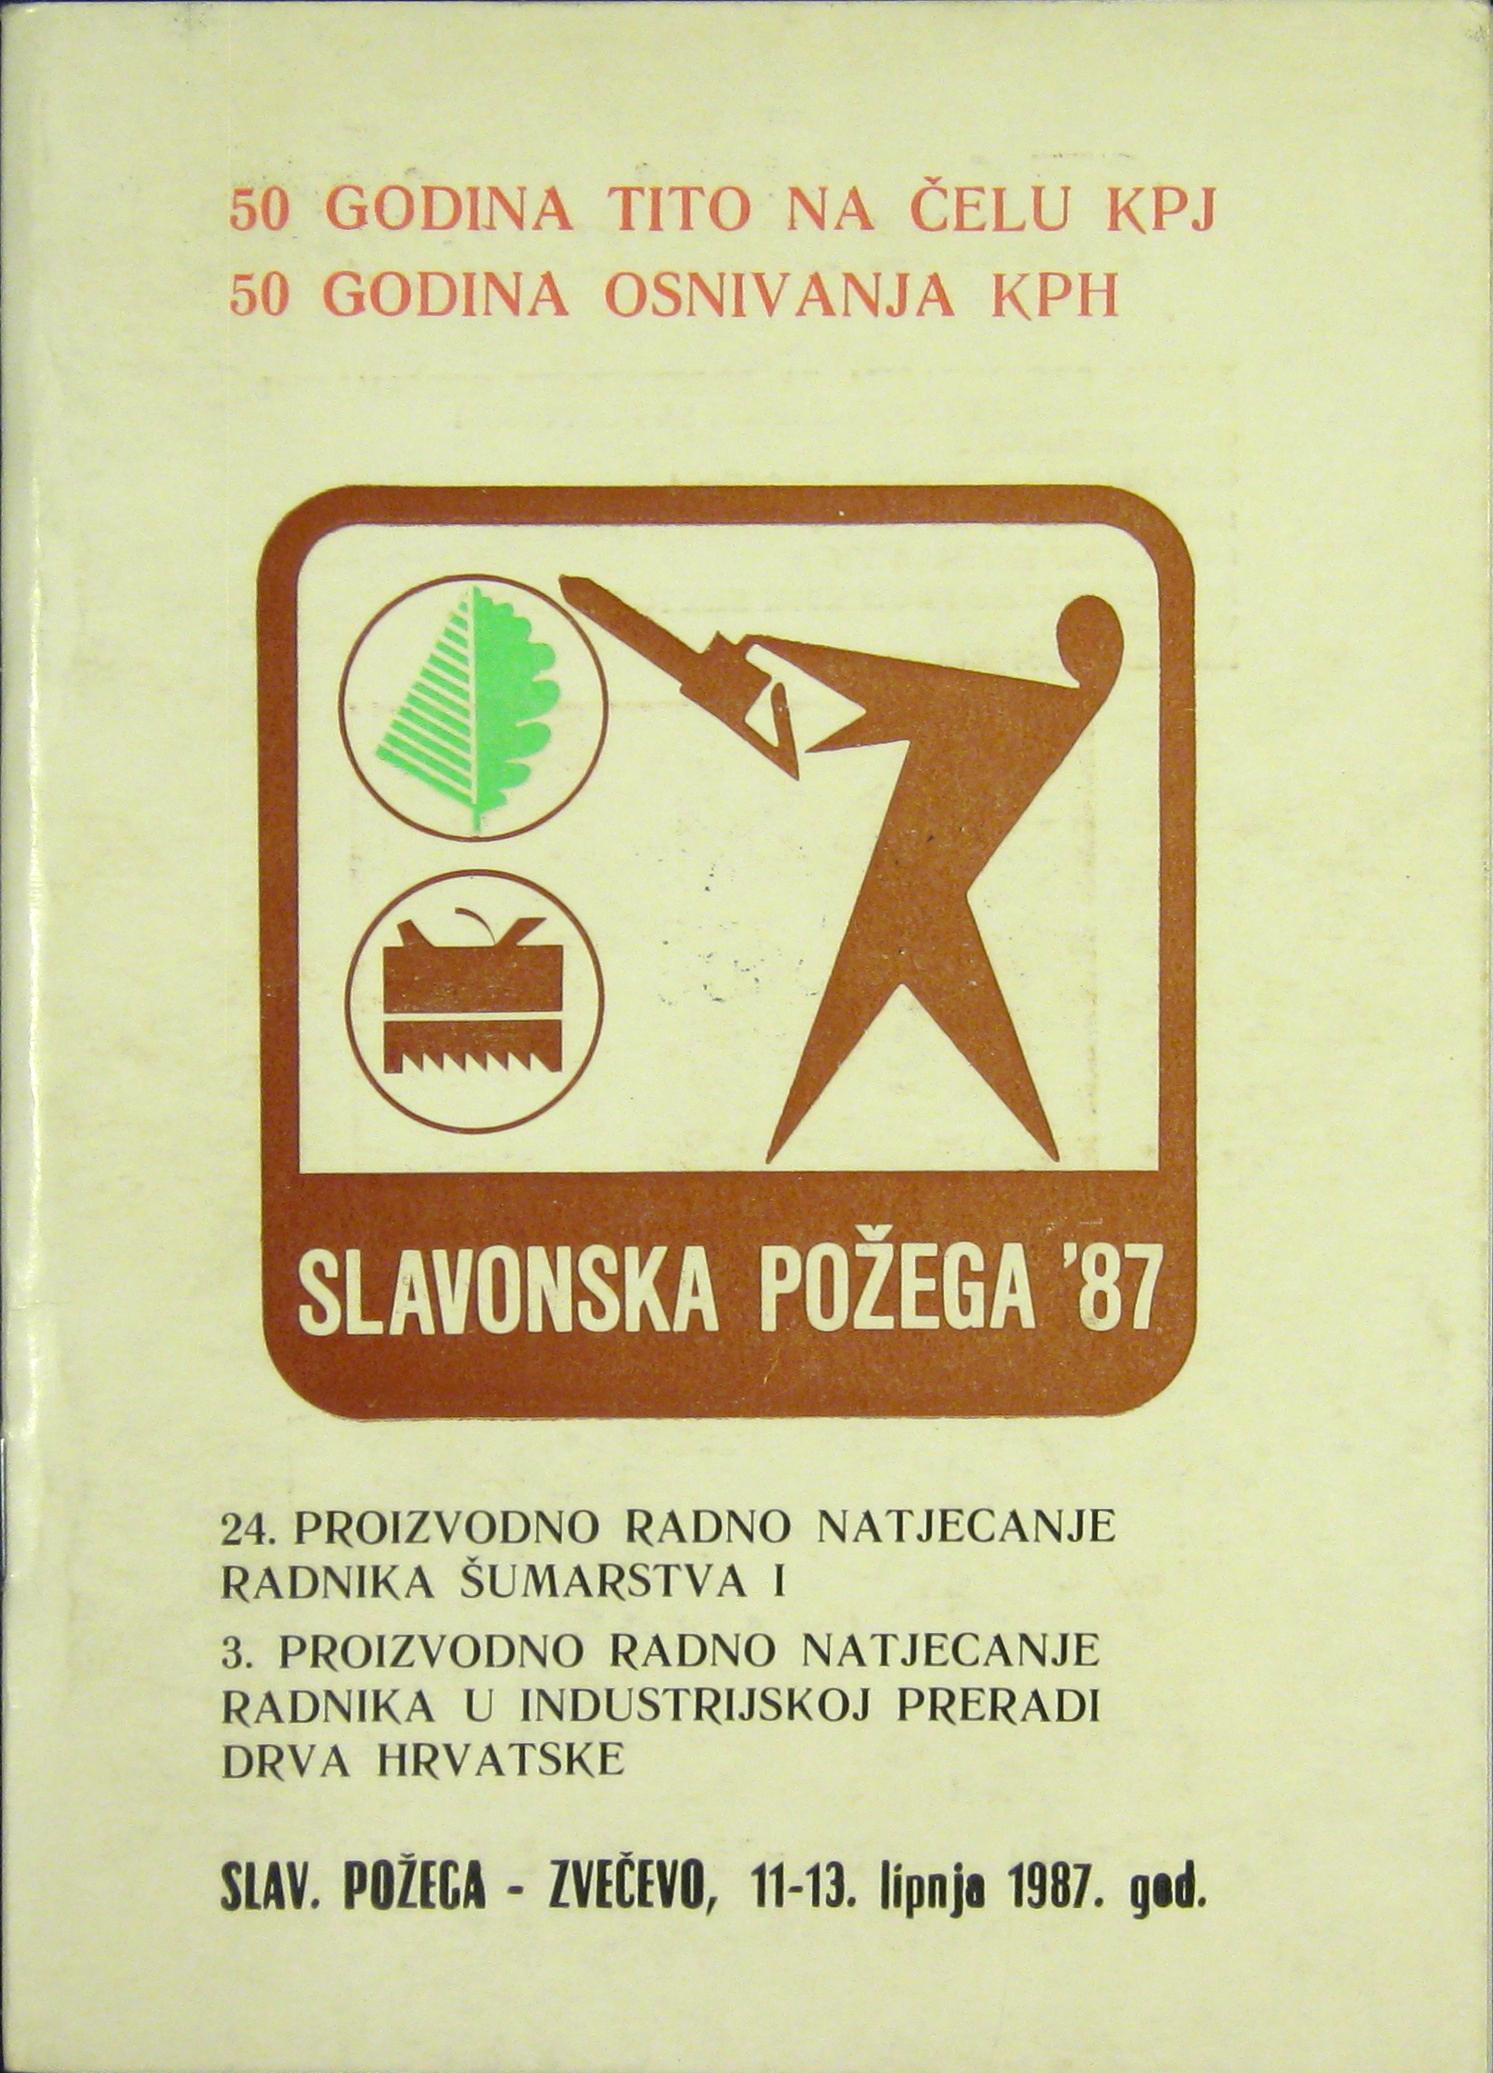 50 GODINA TITO NA ČELU KPJ
50 GODINA OSNIVANJA KPH
SLAVONSKA POŽEGA '87
24. PROIZVODNO RADNO NATJECANJE
RADNIKA ŠUMARSTVA I
3. PROIZVODNO RADNO NATJECANJE
RADNIKA U INDUSTRIJSKOJ PRERADI
DRVA HRVATSKE
SLAV. POŽEGA - ZVEČEVO, 11-13. lipnja 1987. god.